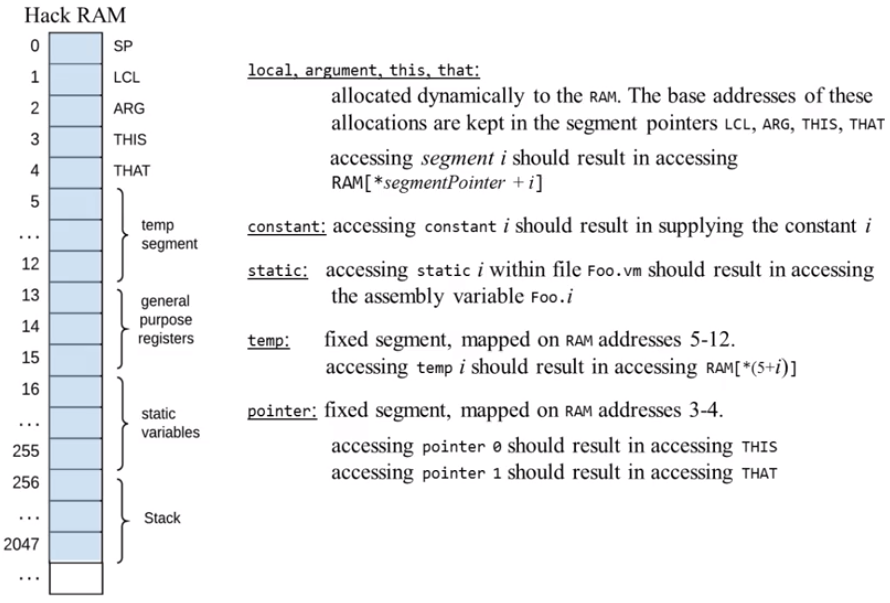 Hack RAM
0 SP
1 LCL
2 ARG
3 THIS
4 THAT
5
...
12
temp
segment
13
14
15
general
purpose
registers
16
...
255
static
variables
256
...
2047
Stack
...
local, argument, this, that:
allocated dynamically to the RAM. The base addresses of these
allocations are kept in the segment pointers LCL, ARG, THIS, THAT
accessing segment i should result in accessing
RAM[*segmentPointer + i]
constant: accessing constant i should result in supplying the constant i
static: accessing static i within file Foo.vm should result in accessing
the assembly variable Foo.i
temp: fixed segment, mapped on RAM addresses 5-12.
accessing temp i should result in accessing RAM[*(5+i)]
pointer: fixed segment, mapped on RAM addresses 3-4.
accessing pointer 0 should result in accessing THIS
accessing pointer 1 should result in accessing THAT